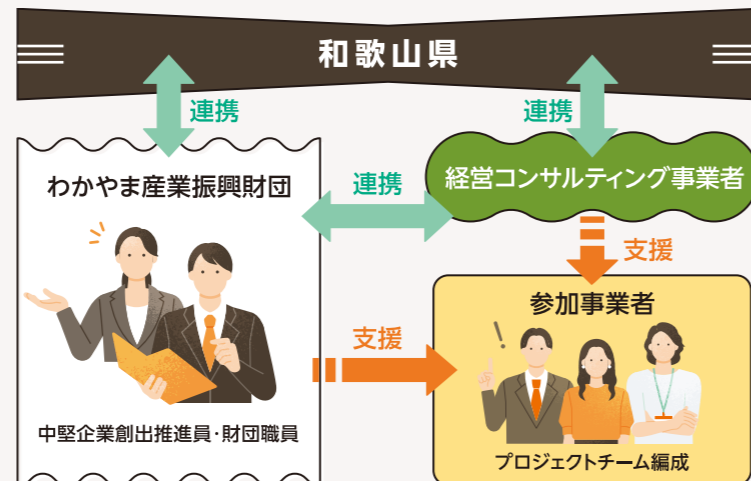 和歌山県
連携
連携
わかやま産業振興財団
連携
経営コンサルティング事業者
支援
参加事業者
支援
中堅企業創出推進員・財団職員
プロジェクトチーム編成